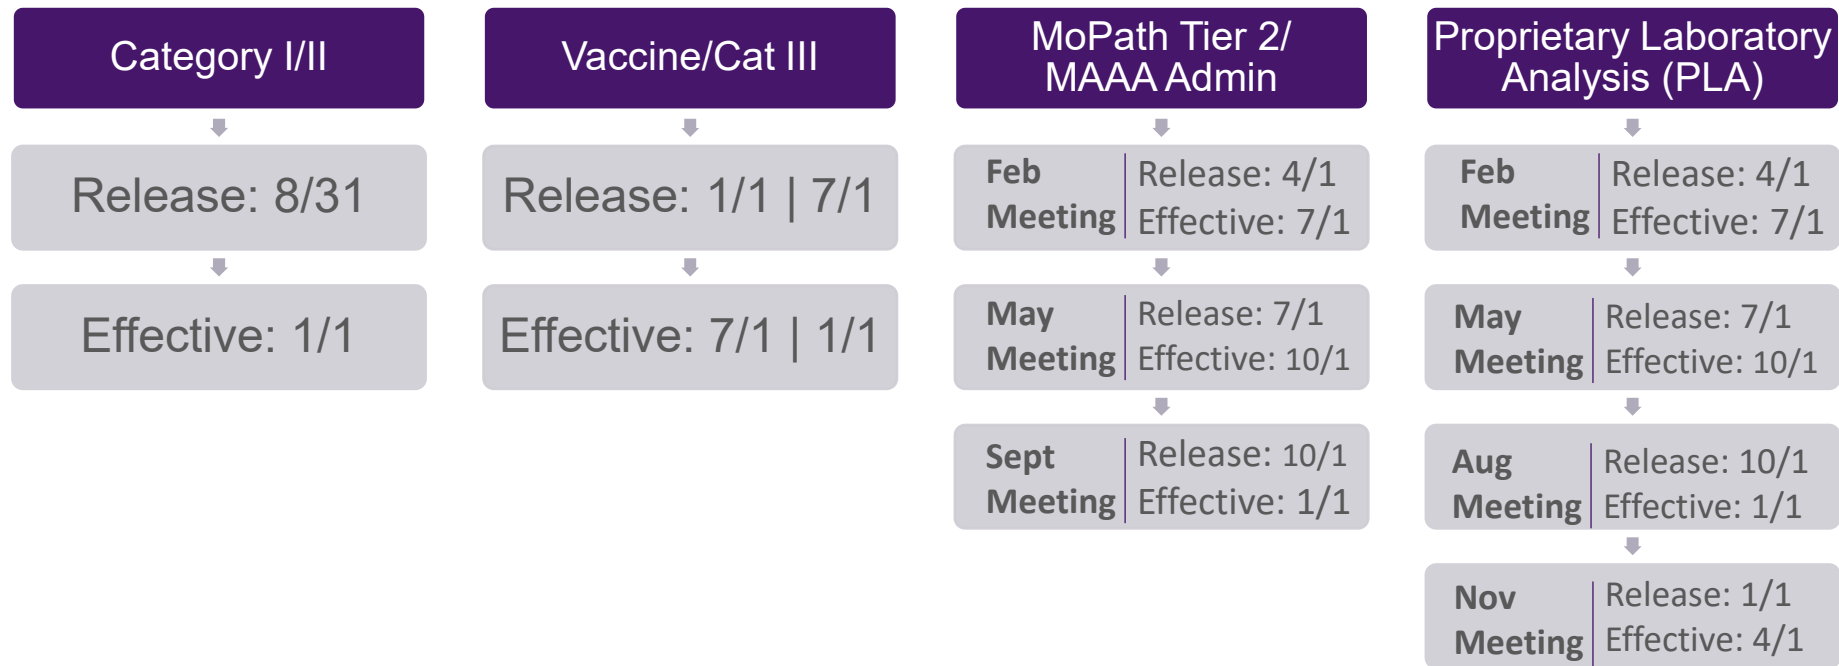 Category I/II
Release: 8/31
Effective: 1/1
Vaccine/Cat III
Release: 1/1 | 7/1
Effective: 7/1 | 1/1
MoPath Tier 2/
MAAA Admin
Feb
Meeting
Release: 4/1
Effective: 7/1
May
Meeting
Release: 7/1
Effective: 10/1
Sept
Meeting
Release: 10/1
Effective: 1/1
Proprietary Laboratory
Analysis (PLA)
Feb
Meeting
Release: 4/1
Effective: 7/1
May
Meeting
Release: 7/1
Effective: 10/1
Aug
Meeting
Release: 10/1
Effective: 1/1
Nov
Meeting
Release: 1/1
Effective: 4/1